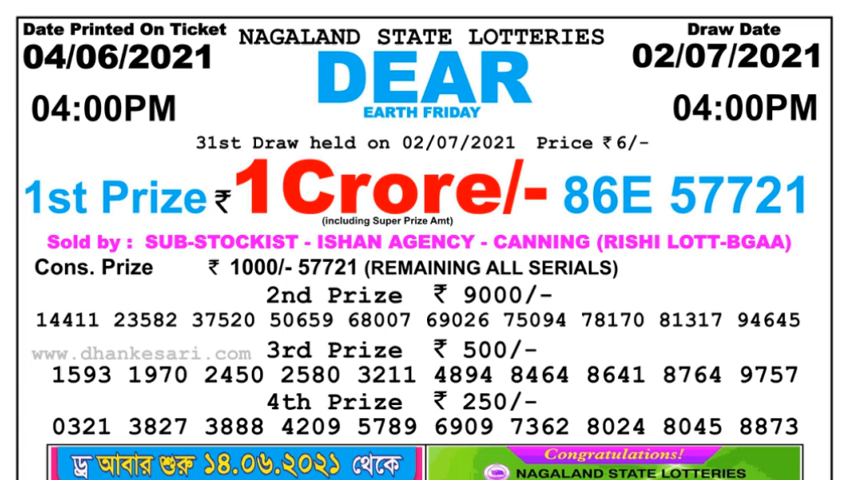 Date Printed On Ticket
04/06/2021
04:00PM
NAGALAND STATE LOTTERIES
DEAR
EARTH FRIDAY
Draw Date
02/07/2021
04:00PM
31st Draw held on 02/07/2021 Price ₹ 6/-
1st Prize ₹ 1Crore/- 86E 57721
(including Super Prize Amt)
Sold by : SUB-STOCKIST - ISHAN AGENCY - CANNING (RISHI LOTT-BGAA)
Cons. Prize ₹ 1000/- 57721 (REMAINING ALL SERIALS)
2nd Prize ₹ 9000/-
14411 23582 37520 50659 68007 69026 75094 78170 81317 94645
www.dhankesari.com 3rd Prize ₹ 500/-
1593 1970 2450 2580 3211 4894 8464 8641 8764 9757
4th Prize ₹ 250/-
0321 3827 3888 4209 5789 6909 7362 8024 8045 8873
ড্র আবার শুরু ১৪.০৬.২০২১ থেকে
Congratulations!
NAGALAND STATE LOTTERIES